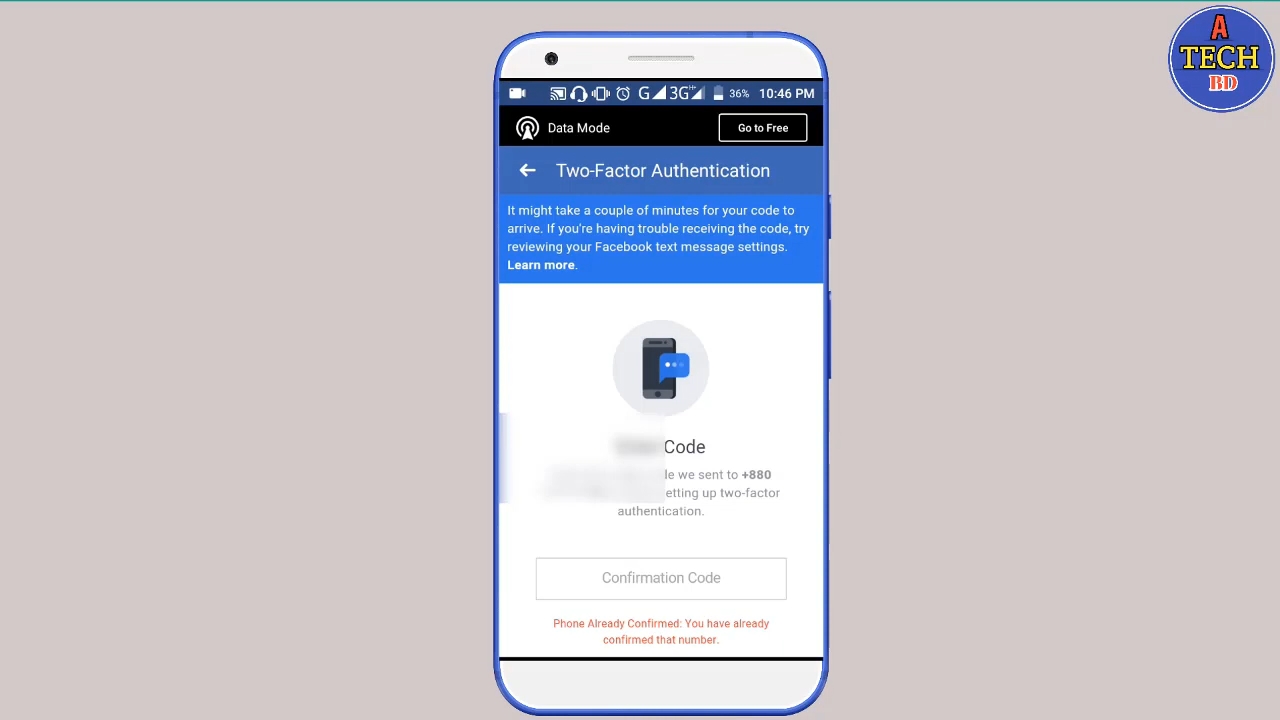 A
TECH
BD
G 3G H+ 36% 10:46 PM
Data Mode
Go to Free
Two-Factor Authentication
It might take a couple of minutes for your code to
arrive. If you're having trouble receiving the code, try
reviewing your Facebook text message settings.
Learn more.
Code
we sent to +880
up two-factor
authentication.
Confirmation Code
Phone Already Confirmed: You have already
confirmed that number.